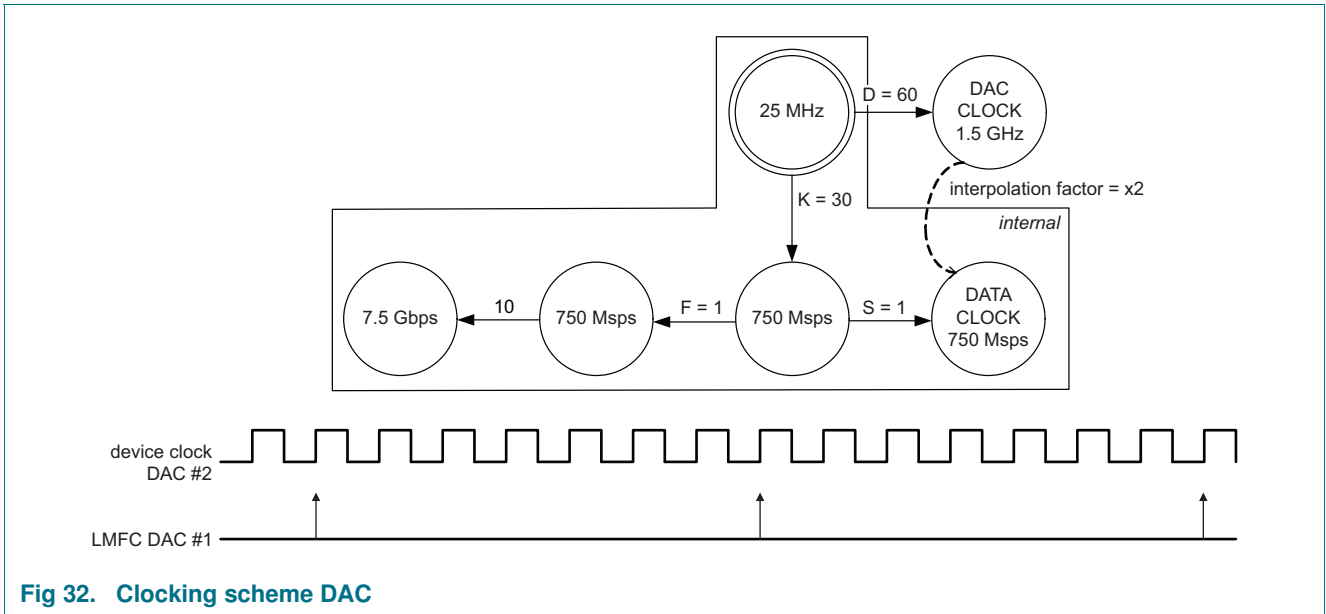 25 MHz
D = 60
DAC
CLOCK
1.5 GHz
interpolation factor = x2
K = 30
internal
7.5 Gbps
10
750 Msps
F = 1
750 Msps
S = 1
DATA
CLOCK
750 Msps
device clock
DAC #2
LMFC DAC #1
Fig 32. Clocking scheme DAC